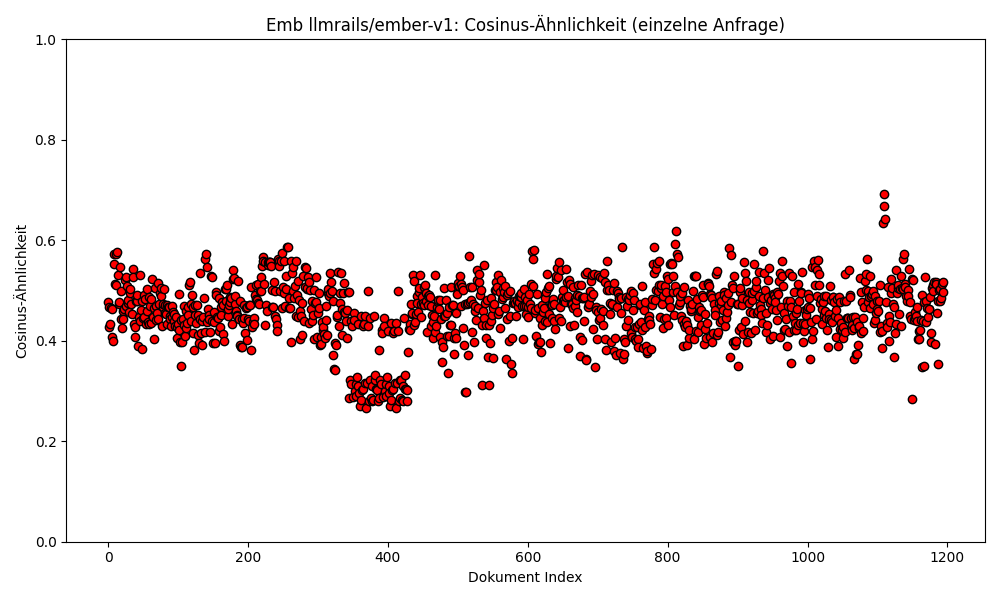 Emb llmrails/ember-v1: Cosinus-Ähnlichkeit (einzelne Anfrage)
1.0
0.8
0.6
0.4
0.2
0.0
Cosinus-Ähnlichkeit
0 200 400 600 800 1000 1200
Dokument Index